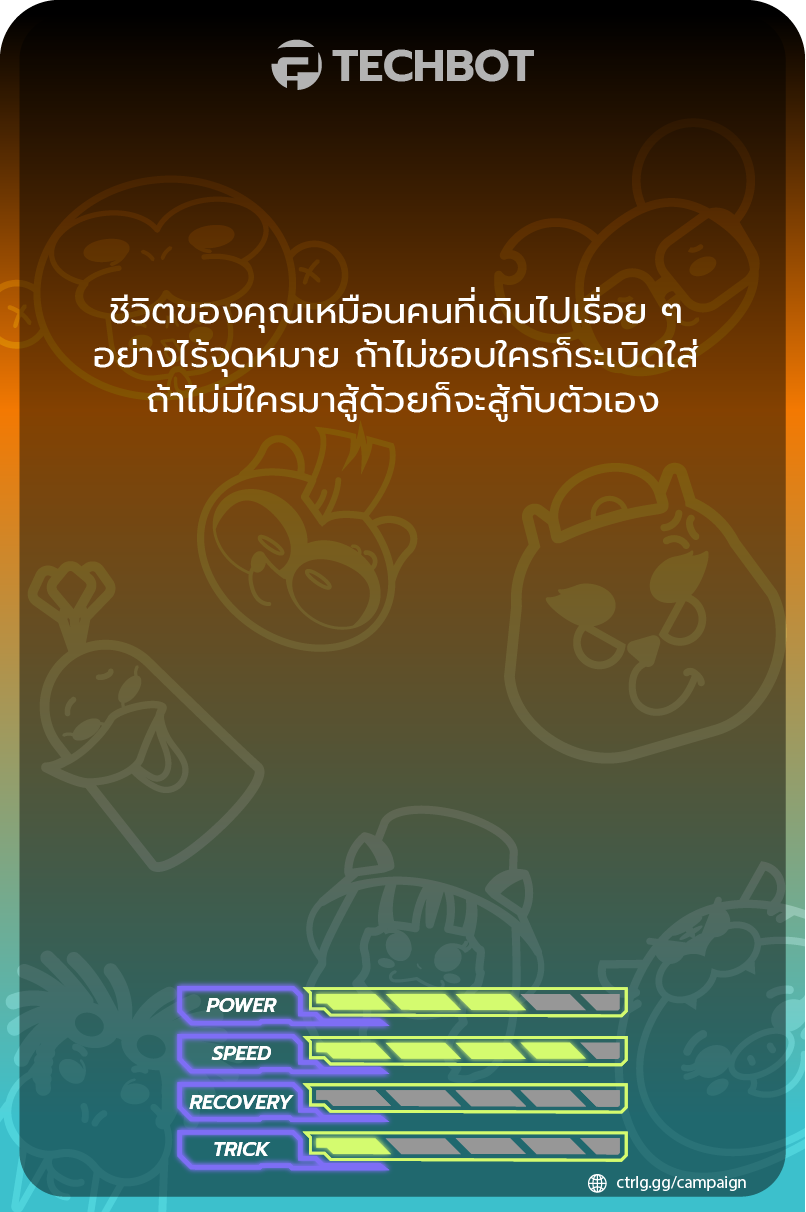 TECHBOT
ชีวิตของคุณเหมือนคนที่เดินไปเรื่อย ๆ
อย่างไร้จุดหมาย ถ้าไม่ชอบใครก็ระเบิดใส่
ถ้าไม่มีใครมาสู้ด้วยก็จะสู้กับตัวเอง
POWER
SPEED
RECOVERY
TRICK
ctrlg.gg/campaign